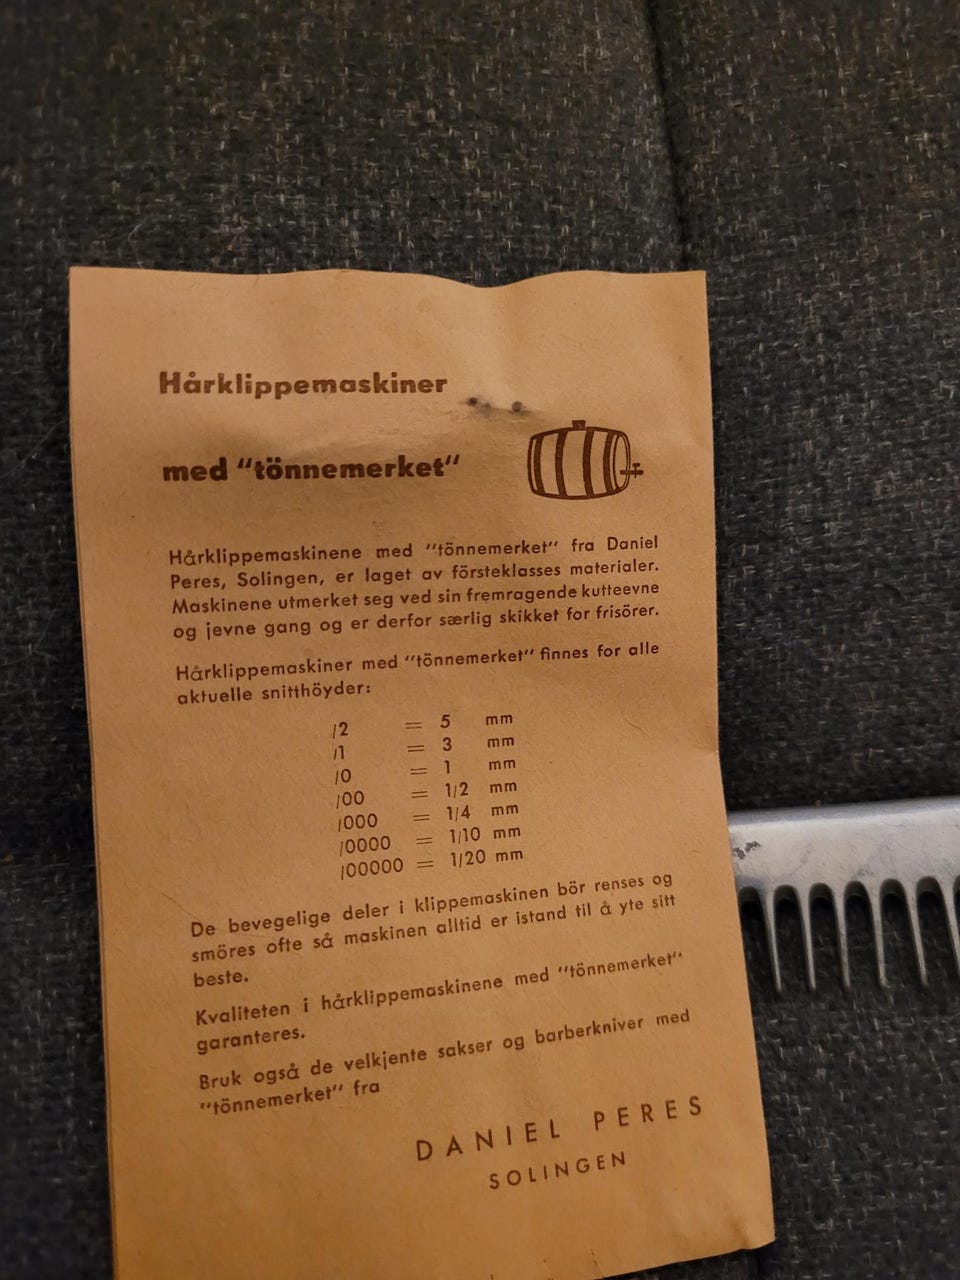 Hårklippemaskiner
med "tönnemerket"
Hårklippemaskinene med "tönnemerket" fra Daniel
Peres, Solingen, er laget av försteklasses materialer.
Maskinene utmerket seg ved sin fremragende kutteevne
og jevne gang og er derfor særlig skikket for frisörer.
Hårklippemaskiner med "tönnemerket" finnes for alle
aktuelle snitthöyder:
/2 = 5 mm
/1 = 3 mm
/0 = 1 mm
/00 = 1/2 mm
/000 = 1/4 mm
/0000 = 1/10 mm
/00000 = 1/20 mm
De bevegelige deler i klippemaskinen bör renses og
smöres ofte så maskinen alltid er istand til å yte sitt
beste.
Kvaliteten i hårklippemaskinene med "tönnemerket"
garanteres.
Bruk også de velkjente sakser og barberkniver med
"tönnemerket" fra
DANIEL PERES
SOLINGEN